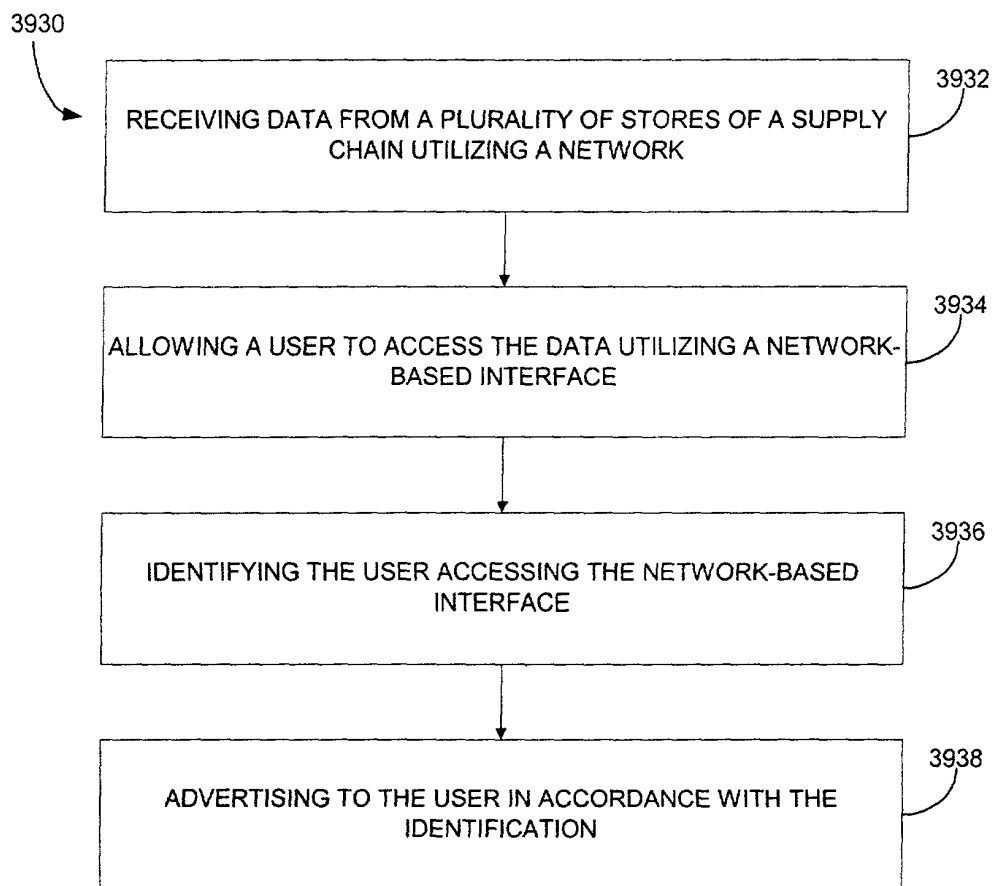 3930
3932
RECEIVING DATA FROM A PLURALITY OF STORES OF A SUPPLY
CHAIN UTILIZING A NETWORK
3934
ALLOWING A USER TO ACCESS THE DATA UTILIZING A NETWORK-
BASED INTERFACE
3936
IDENTIFYING THE USER ACCESSING THE NETWORK-BASED
INTERFACE
3938
ADVERTISING TO THE USER IN ACCORDANCE WITH THE
IDENTIFICATION